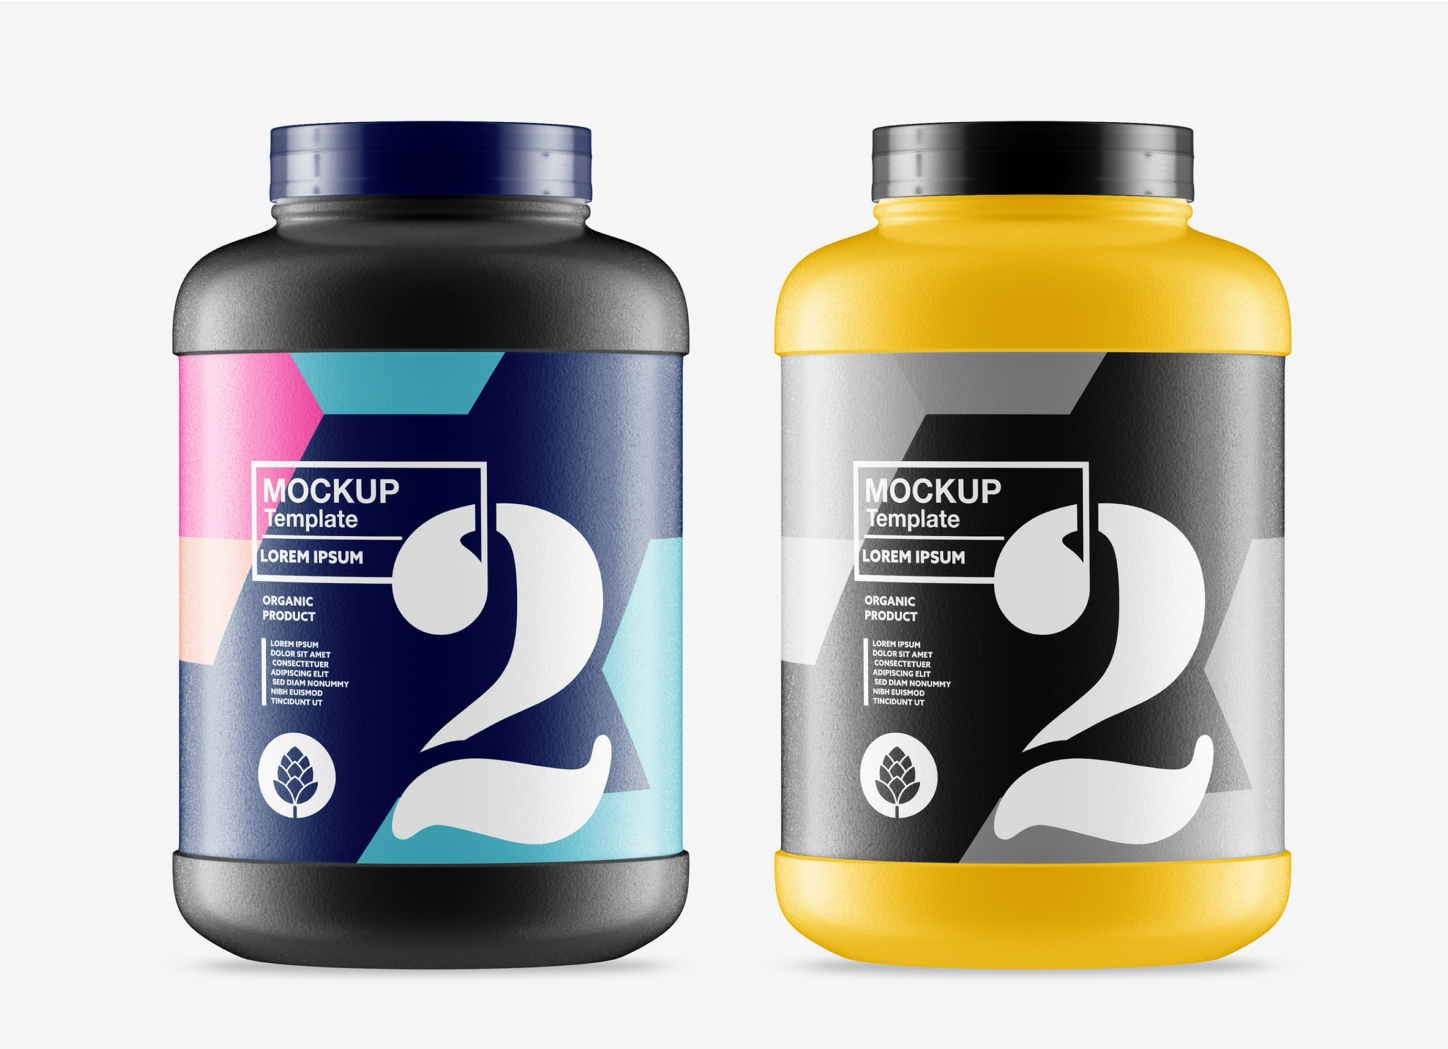 MOCKUP
Template
LOREM IPSUM
ORGANIC
PRODUCT
LOREM IPSUM
DOLOR SIT AMET
CONSECTETUER
ADIPISCING ELIT
SED DIAM NONUMMY
NIBH EUISMOD
TINCIDUNT UT
2
MOCKUP
Template
LOREM IPSUM
ORGANIC
PRODUCT
LOREM IPSUM
DOLOR SIT AMET
CONSECTETUER
ADIPISCING ELIT
SED DIAM NONUMMY
NIBH EUISMOD
TINCIDUNT UT
2